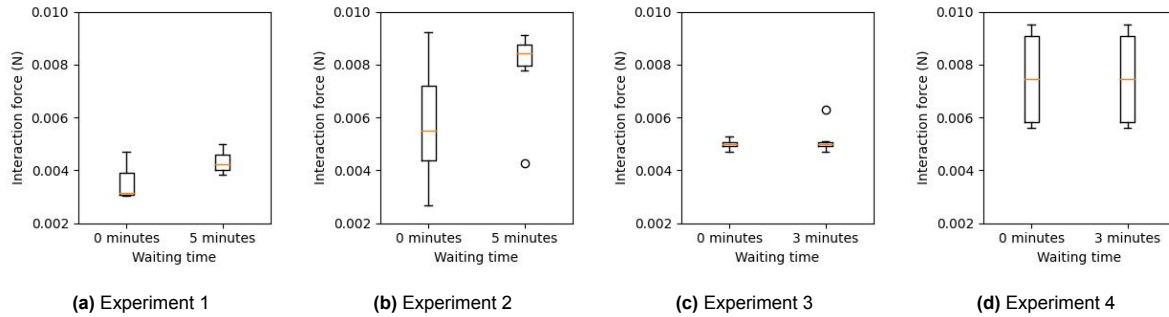 0.010
0.008
0.006
0.004
0.002
Interaction force (N)
0 minutes 5 minutes
Waiting time
(a) Experiment 1
0.010
0.008
0.006
0.004
0.002
Interaction force (N)
0 minutes 5 minutes
Waiting time
(b) Experiment 2
0.010
0.008
0.006
0.004
0.002
Interaction force (N)
0 minutes 3 minutes
Waiting time
(c) Experiment 3
0.010
0.008
0.006
0.004
0.002
Interaction force (N)
0 minutes 3 minutes
Waiting time
(d) Experiment 4